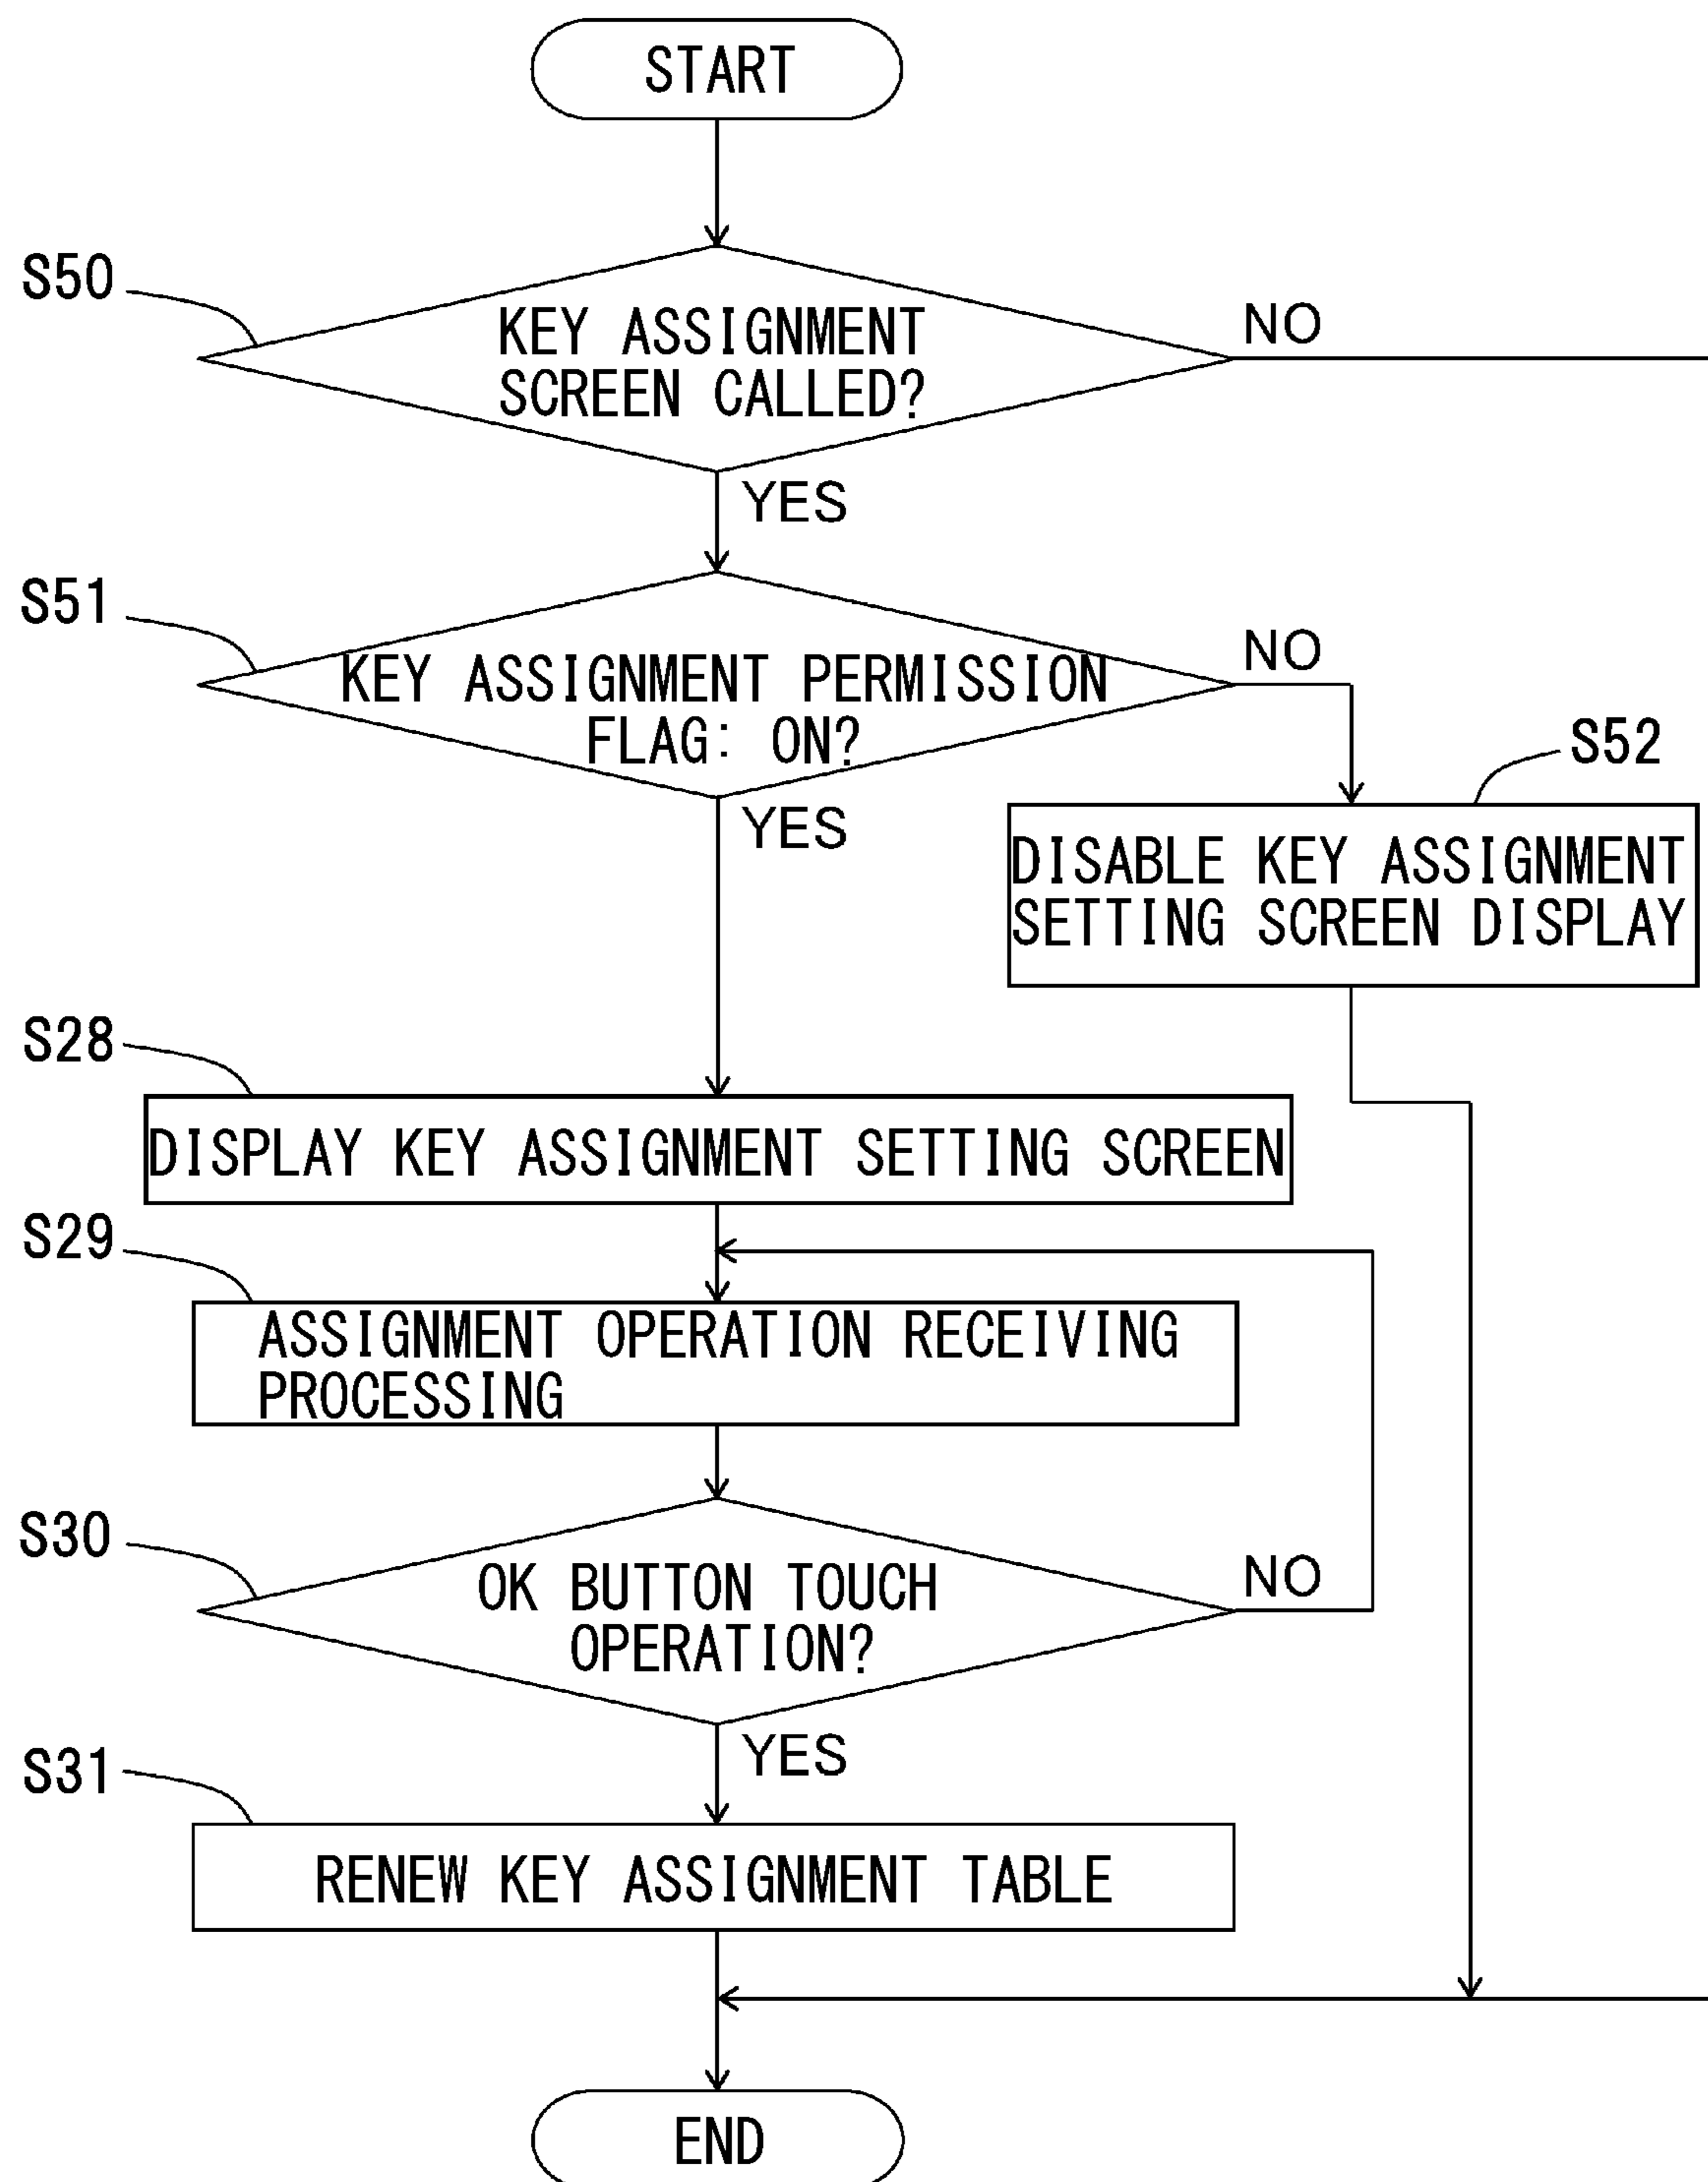 START
S50
KEY ASSIGNMENT
SCREEN CALLED?
NO
YES
S51
KEY ASSIGNMENT PERMISSION
FLAG: ON?
NO
YES
S52
DISABLE KEY ASSIGNMENT
SETTING SCREEN DISPLAY
S28
DISPLAY KEY ASSIGNMENT SETTING SCREEN
S29
ASSIGNMENT OPERATION RECEIVING
PROCESSING
S30
OK BUTTON TOUCH
OPERATION?
NO
YES
S31
RENEW KEY ASSIGNMENT TABLE
END